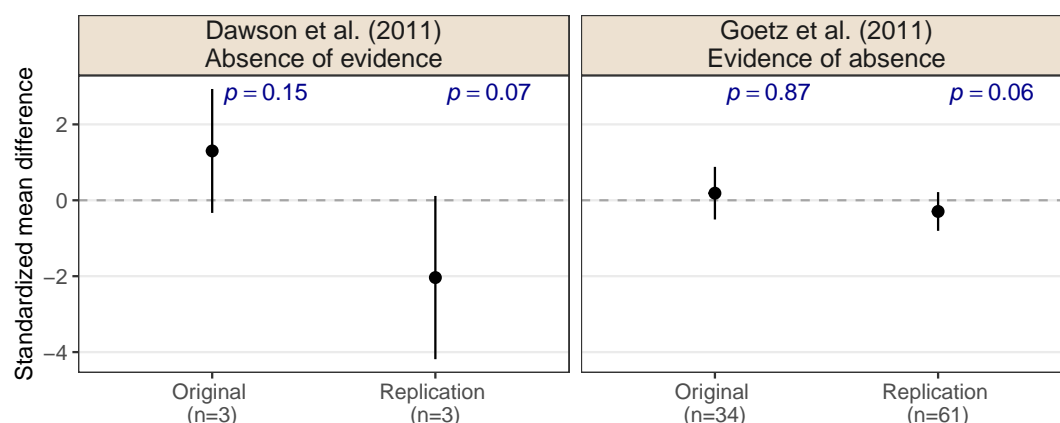 Dawson et al. (2011)
Absence of evidence
Goetz et al. (2011)
Evidence of absence
Standardized mean difference
2
0
−2
−4
p = 0.15
p = 0.07
p = 0.87
p = 0.06
Original
(n=3)
Replication
(n=3)
Original
(n=34)
Replication
(n=61)